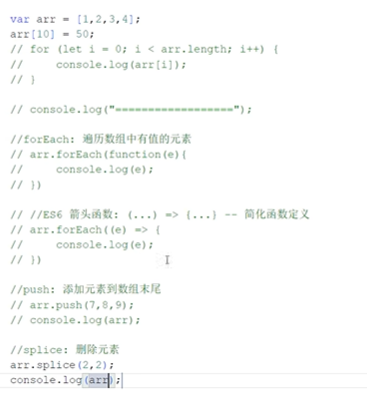 var arr = [1,2,3,4];
arr[10] = 50;
// for (let i = 0; i < arr.length; i++) {
//     console.log(arr[i]);
// }
// console.log("==================");
//forEach: 遍历数组中有值的元素
// arr.forEach(function(e){
//     console.log(e);
// })
// //ES6 箭头函数: (...) => {...} -- 简化函数定义
// arr.forEach((e) => {
//     console.log(e);
// })
//push: 添加元素到数组末尾
// arr.push(7,8,9);
// console.log(arr);
//splice: 删除元素
arr.splice(2,2);
console.log(arr);